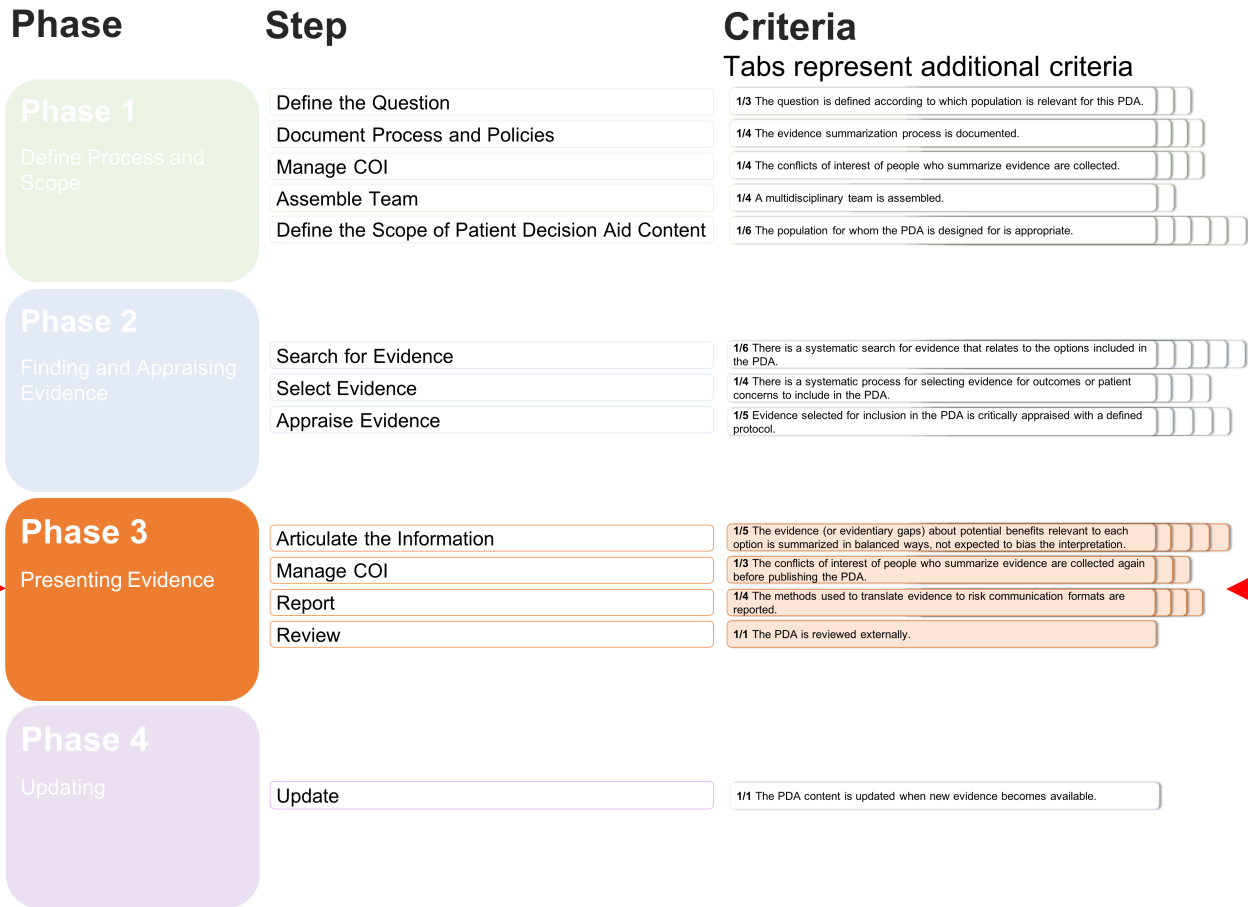 Phase
Step
Criteria
Tabs represent additional criteria
Phase 1
Define Process and
Scope
Define the Question
1/3 The question is defined according to which population is relevant for this PDA.
Document Process and Policies
1/4 The evidence summarization process is documented.
Manage COI
1/4 The conflicts of interest of people who summarize evidence are collected.
Assemble Team
1/4 A multidisciplinary team is assembled.
Define the Scope of Patient Decision Aid Content
1/6 The population for whom the PDA is designed for is appropriate.
Phase 2
Finding and Appraising
Evidence
Search for Evidence
1/6 There is a systematic search for evidence that relates to the options included in
the PDA.
Select Evidence
1/4 There is a systematic process for selecting evidence for outcomes or patient
concerns to include in the PDA.
Appraise Evidence
1/5 Evidence selected for inclusion in the PDA is critically appraised with a defined
protocol.
Phase 3
Presenting Evidence
Articulate the Information
1/5 The evidence (or evidentiary gaps) about potential benefits relevant to each
option is summarized in balanced ways, not expected to bias the interpretation.
Manage COI
1/3 The conflicts of interest of people who summarize evidence are collected again
before publishing the PDA.
Report
1/4 The methods used to translate evidence to risk communication formats are
reported.
Review
1/1 The PDA is reviewed externally.
Phase 4
Updating
Update
1/1 The PDA content is updated when new evidence becomes available.